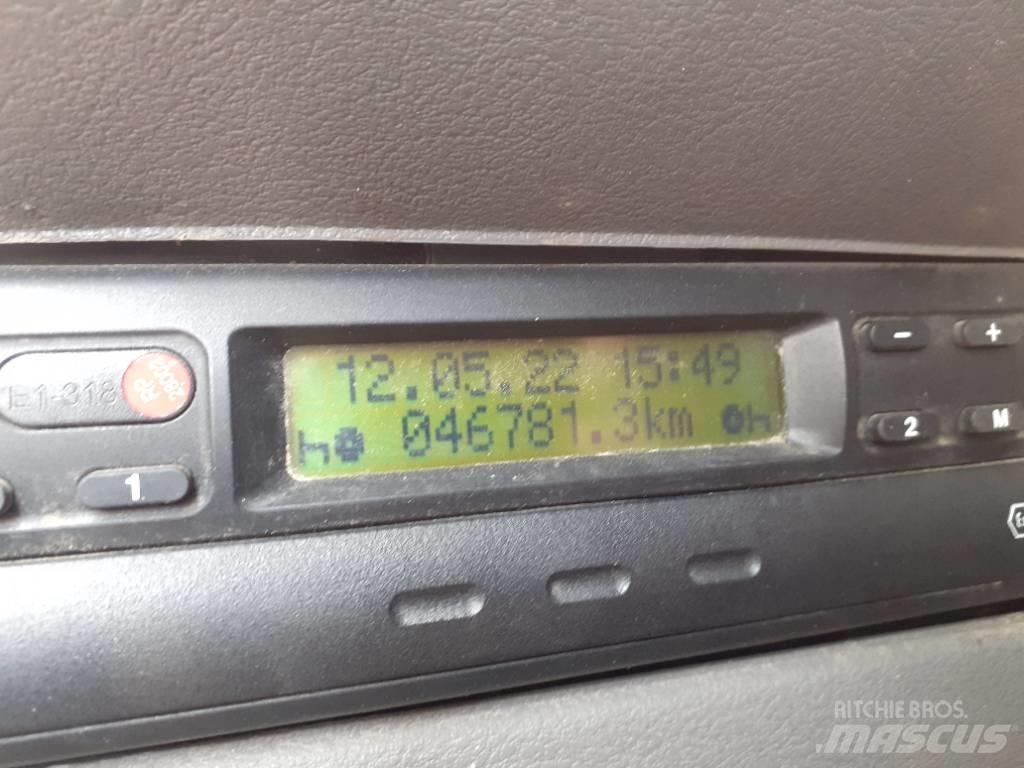 12.05.22 15:49
h 046781.3km h
E1-318
1
-
+
2
M
RITCHIE BROS.
MASCUS